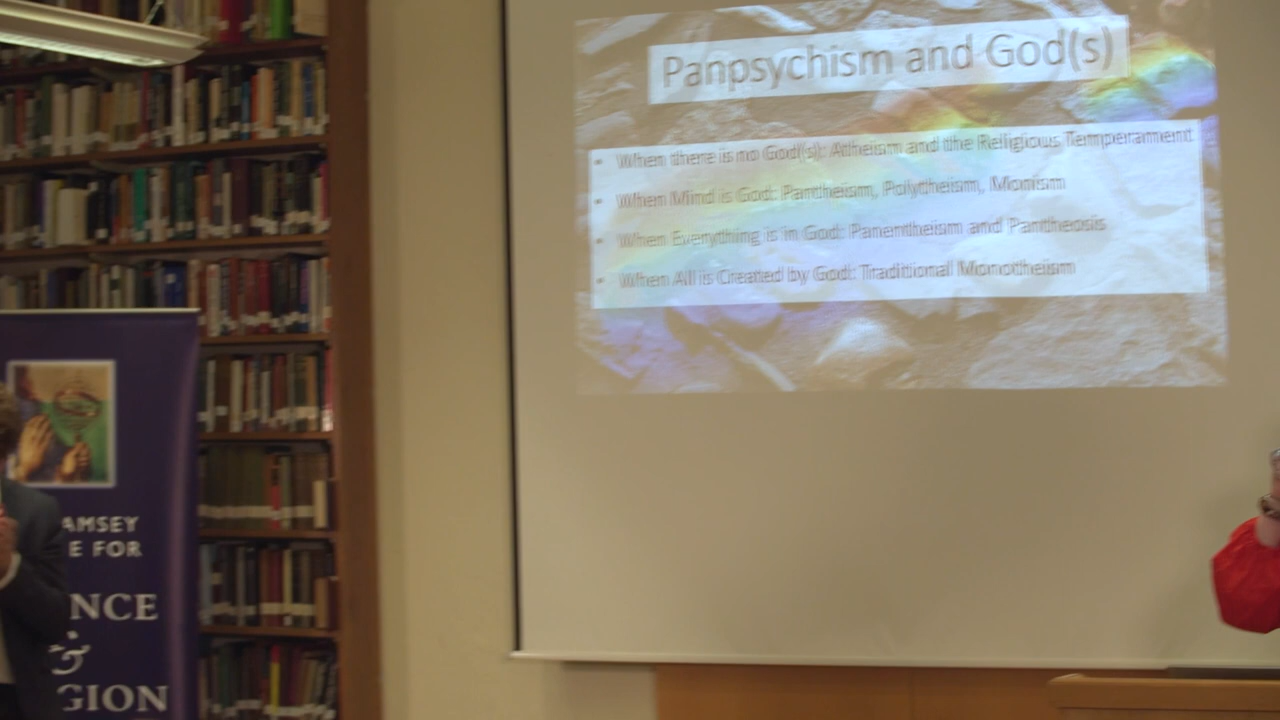 Panpsychism and God(s)
• When there is no God(s): Atheism and the Religious Temperament
• When Mind is God: Pantheism, Polytheism, Monism
• When Everything is in God: Panentheism and Pantheosis
• When All is Created by God: Traditional Monotheism
AMSEY
E FOR
NCE
&
GION